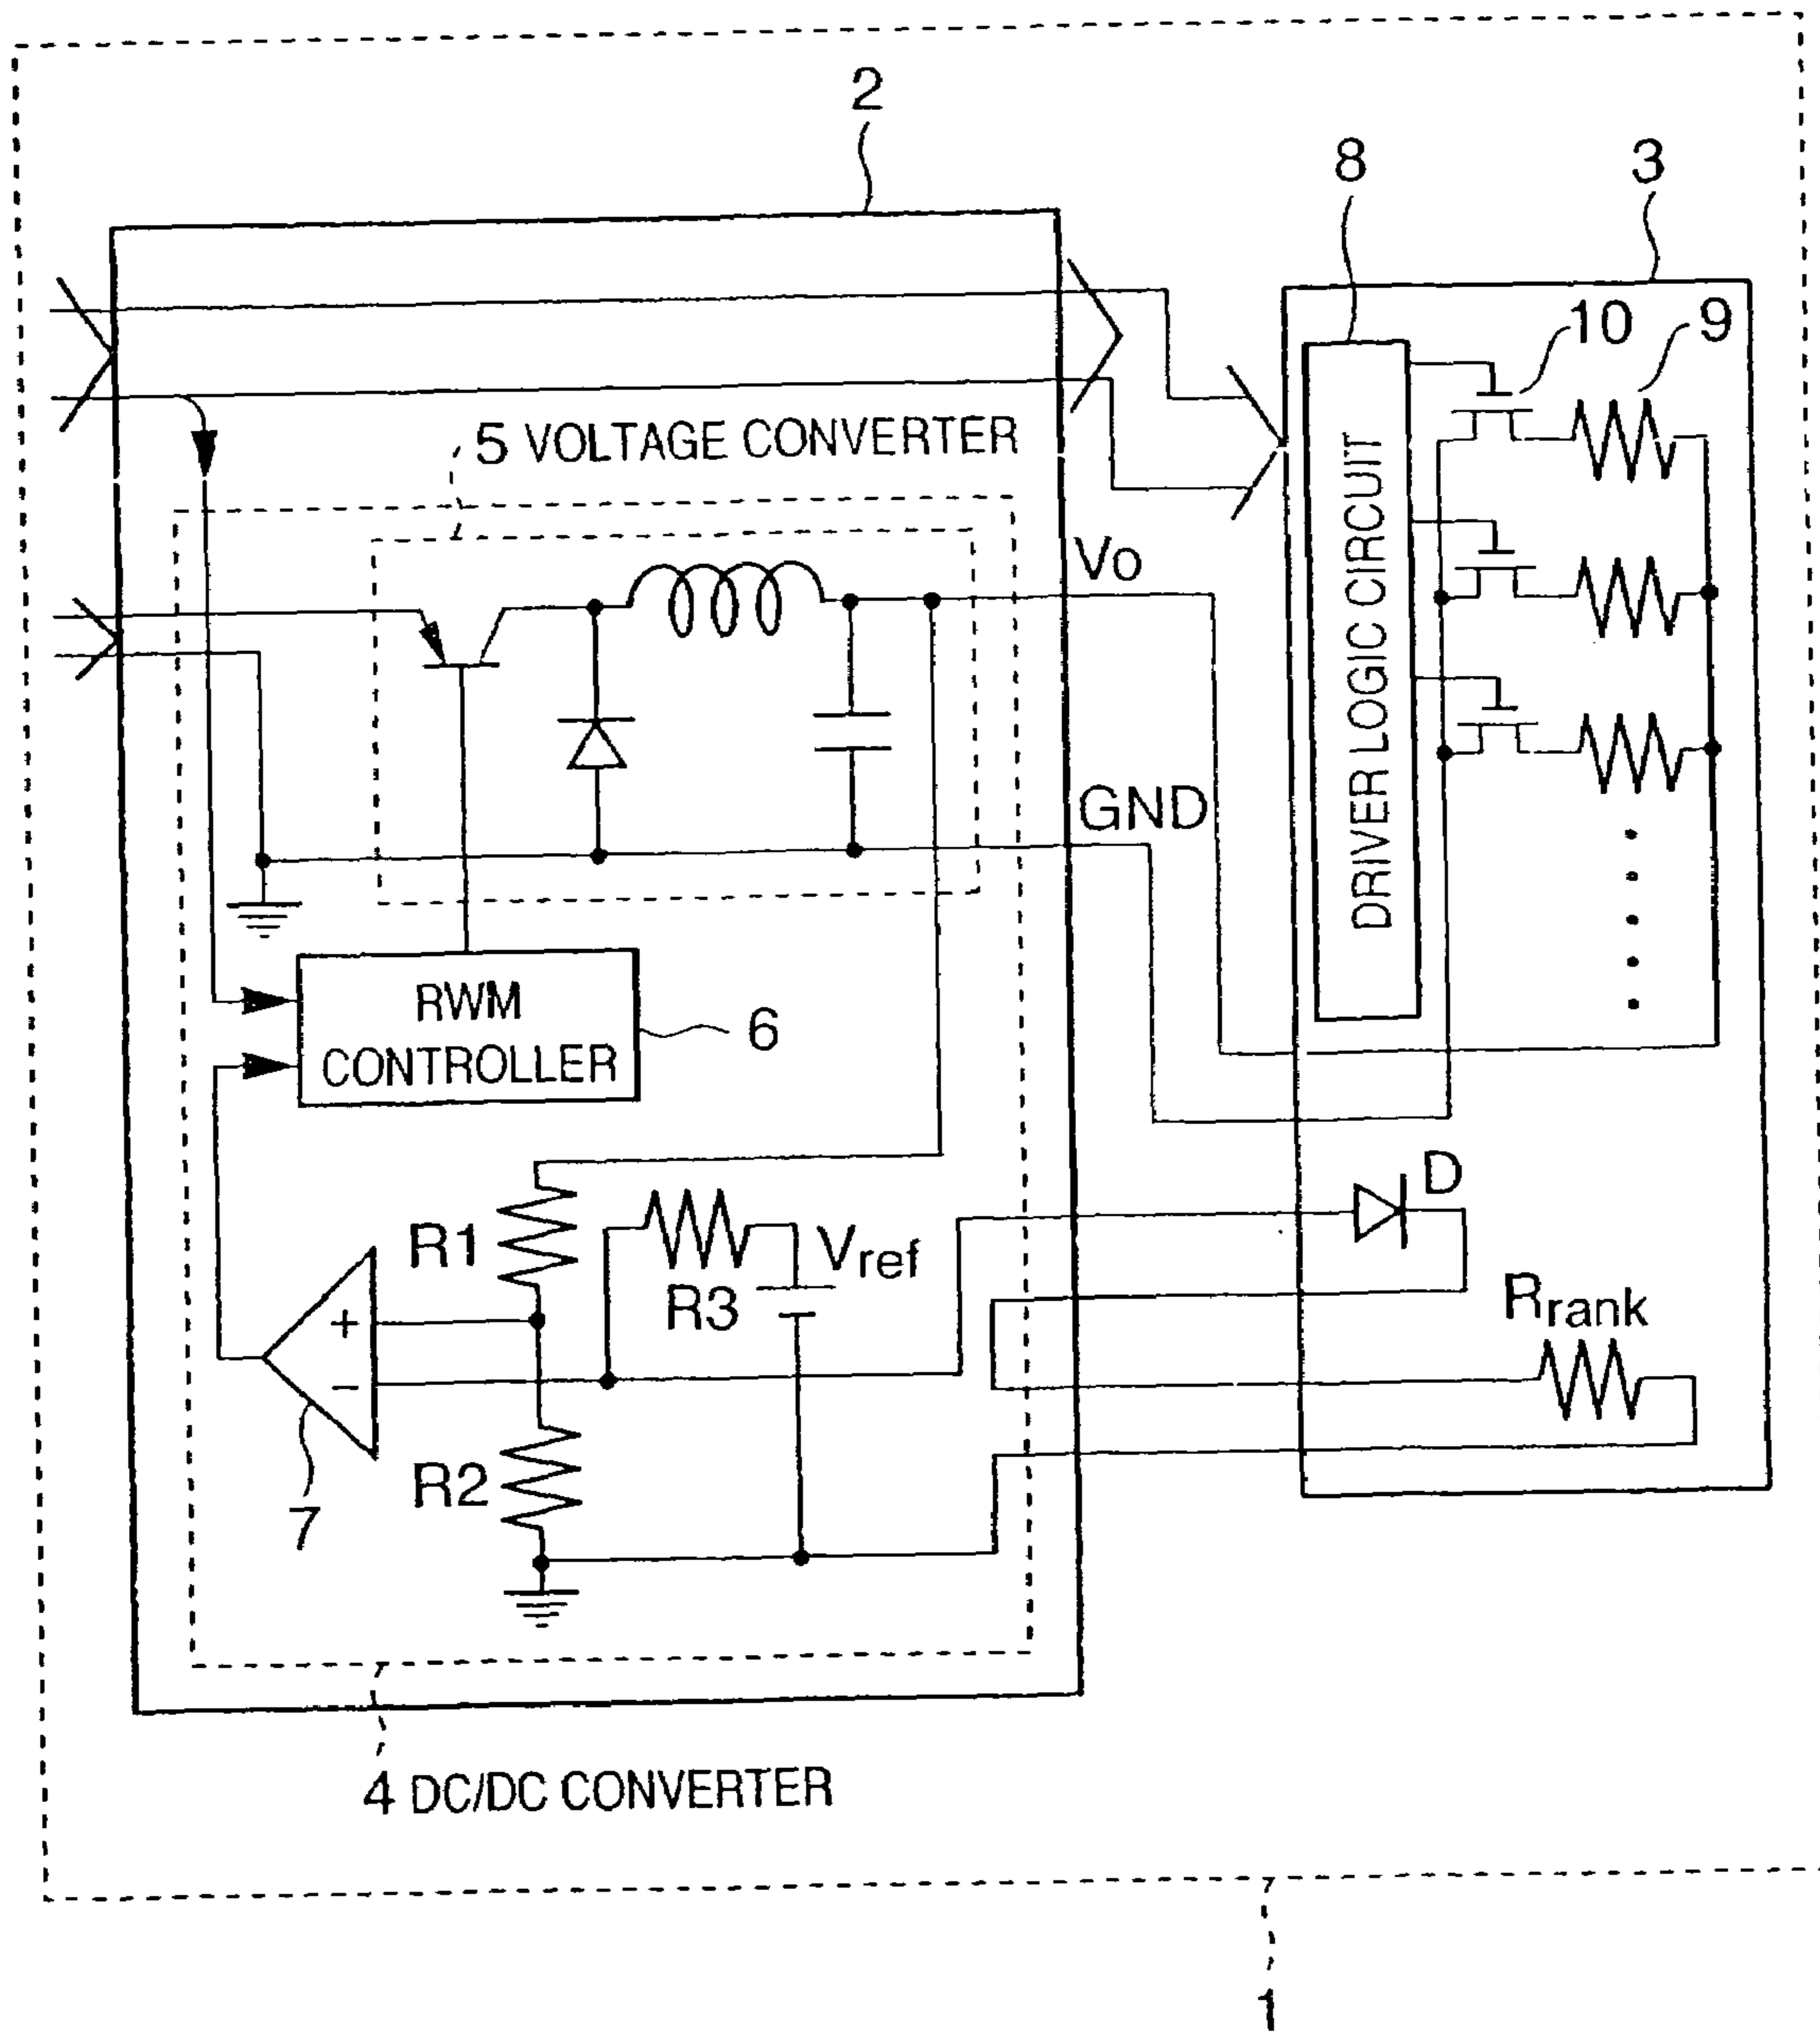 2
8
3
10
9
5 VOLTAGE CONVERTER
Vo
DRIVER LOGIC CIRCUIT
GND
RWM
CONTROLLER
6
D
R1
Vref
R3
Rrank
+
−
R2
7
4 DC/DC CONVERTER
1